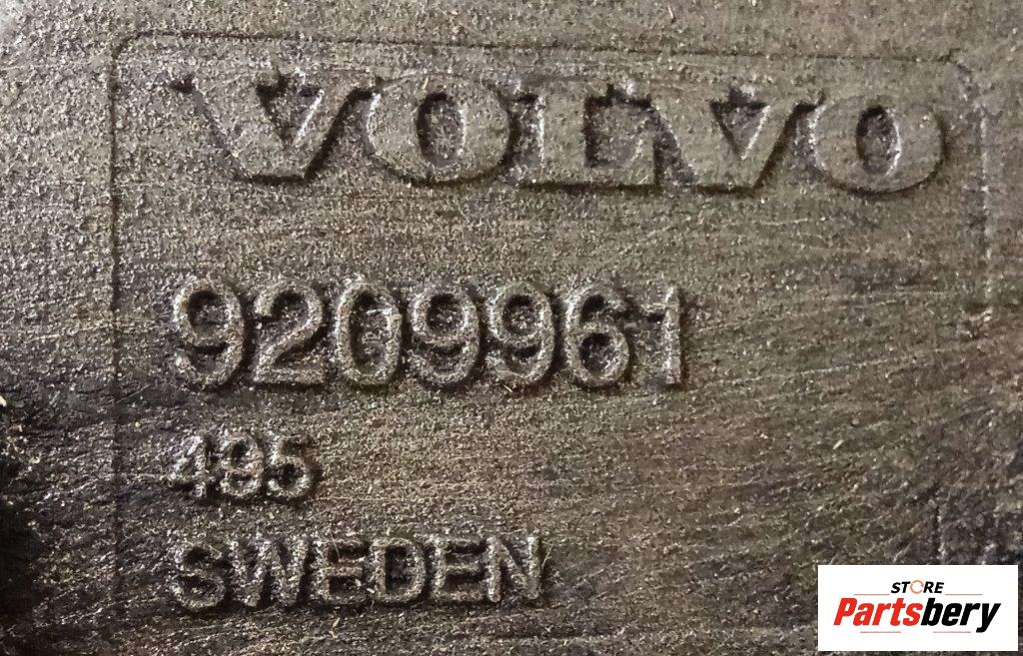 VOLVO
9209961
495
SWEDEN
STORE
Partsbery